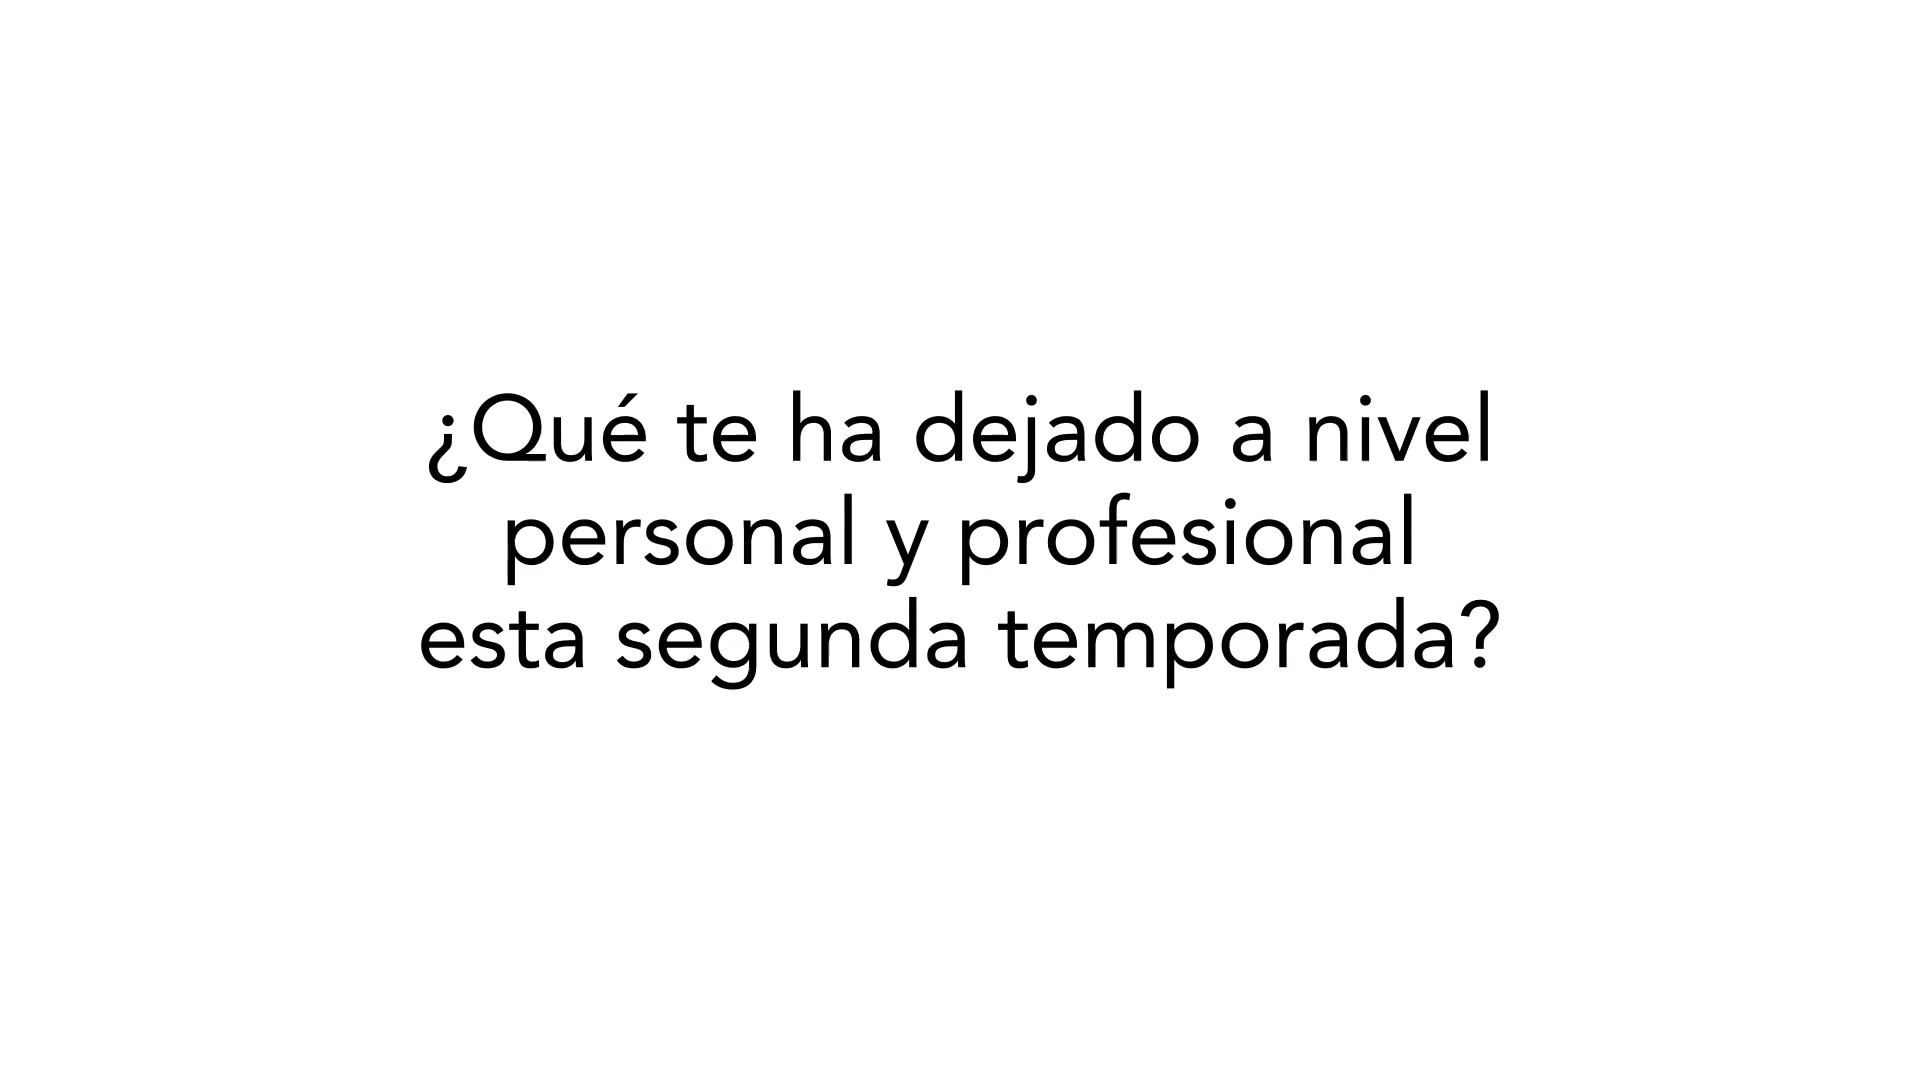 ¿Qué te ha dejado a nivel
personal y profesional
esta segunda temporada?